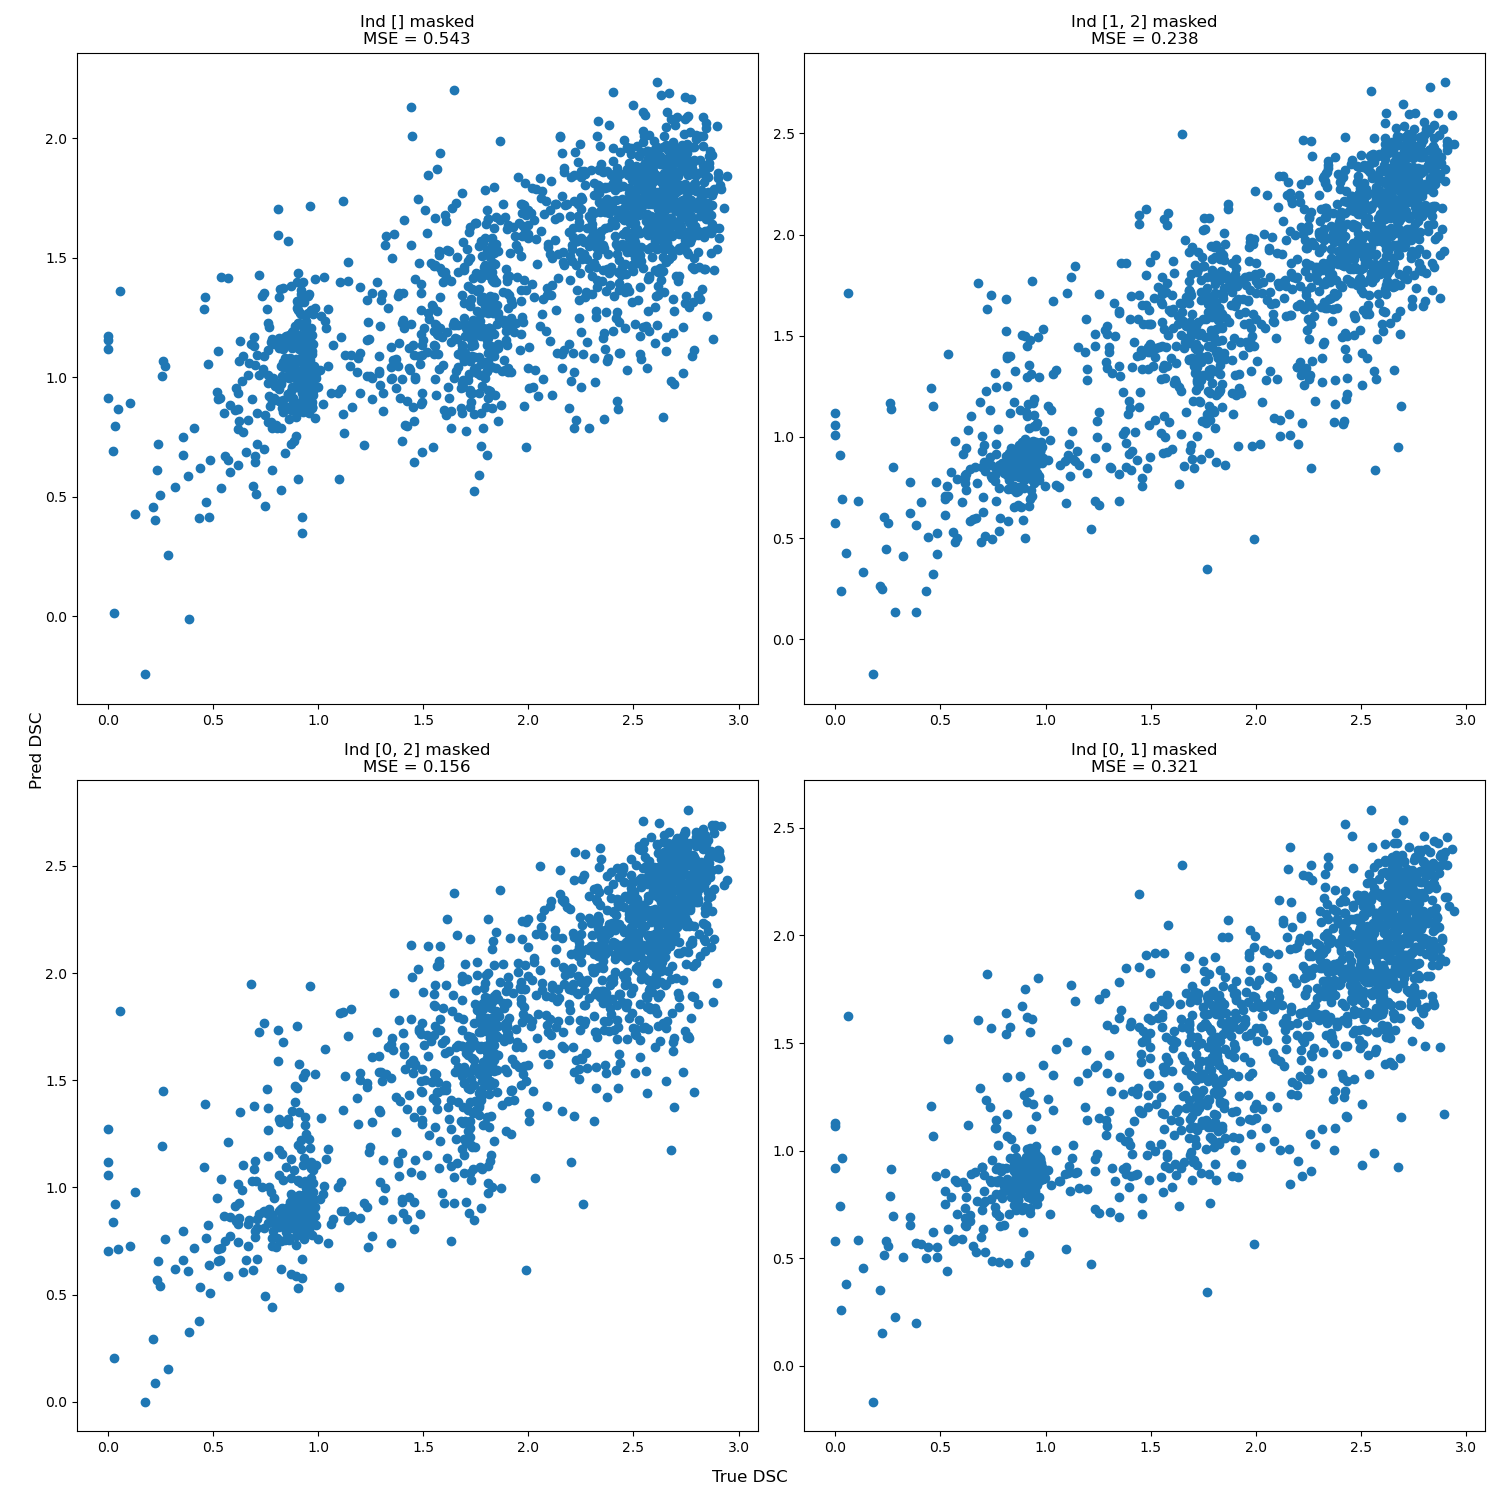 Ind [] masked
MSE = 0.543
2.0
1.5
1.0
0.5
0.0
0.0 0.5 1.0 1.5 2.0 2.5 3.0
Ind [1, 2] masked
MSE = 0.238
2.5
2.0
1.5
1.0
0.5
0.0
0.0 0.5 1.0 1.5 2.0 2.5 3.0
Pred DSC
Ind [0, 2] masked
MSE = 0.156
2.5
2.0
1.5
1.0
0.5
0.0
0.0 0.5 1.0 1.5 2.0 2.5 3.0
Ind [0, 1] masked
MSE = 0.321
2.5
2.0
1.5
1.0
0.5
0.0
0.0 0.5 1.0 1.5 2.0 2.5 3.0
True DSC